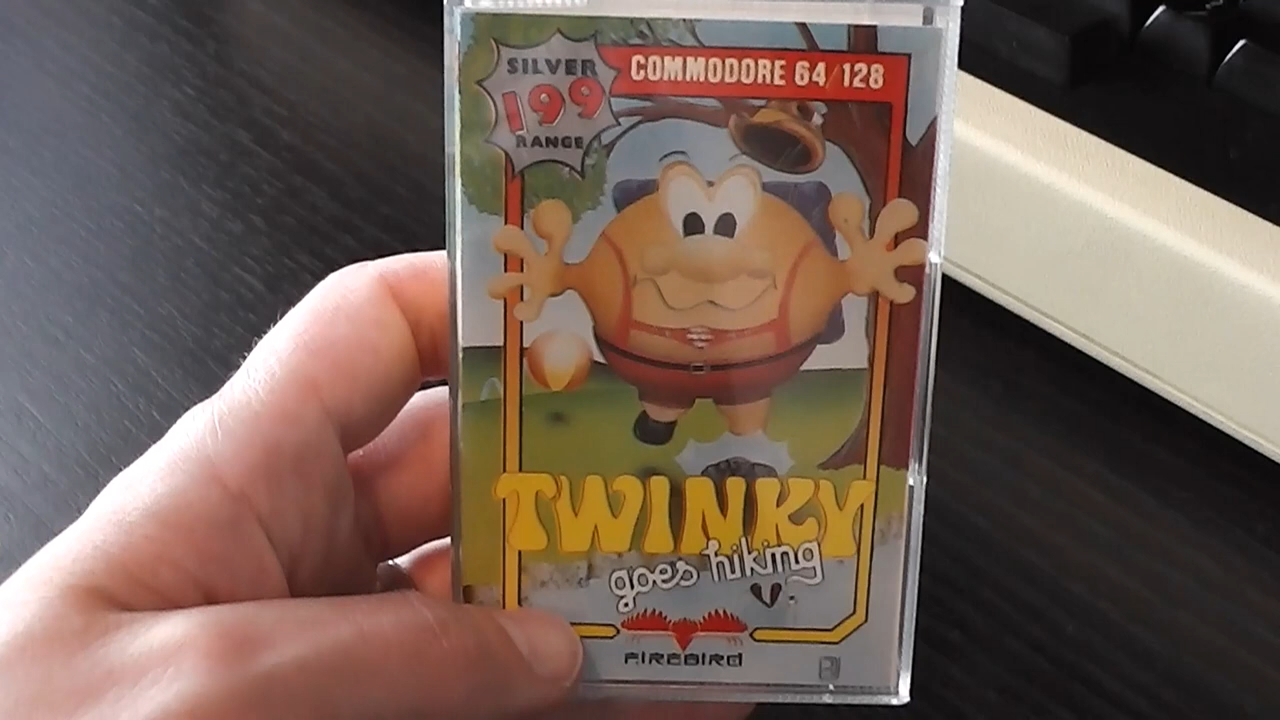 SILVER
199
RANGE
COMMODORE 64/128
TWINKY
goes hiking
FIREBIRD